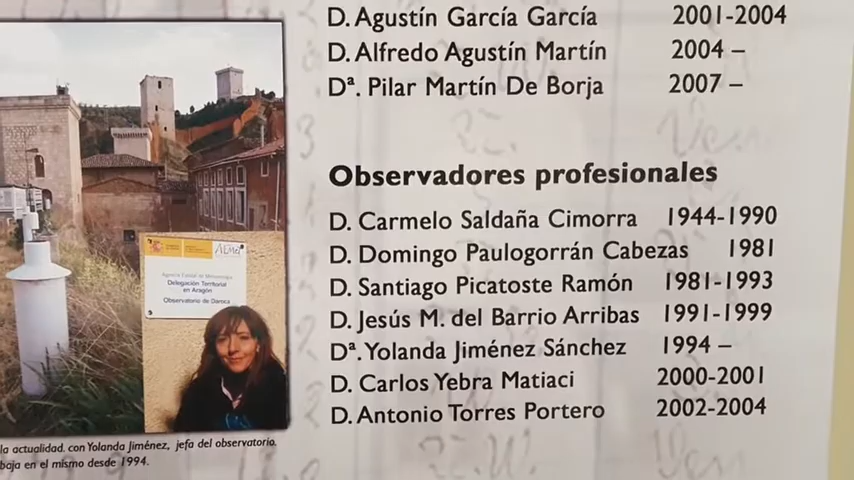 D. Agustín García García 2001-2004
D. Alfredo Agustín Martín 2004 –
Dª. Pilar Martín De Borja 2007 –
Observadores profesionales
D. Carmelo Saldaña Cimorra 1944-1990
D. Domingo Paulogorrán Cabezas 1981
D. Santiago Picatoste Ramón 1981-1993
D. Jesús M. del Barrio Arribas 1991-1999
Dª. Yolanda Jiménez Sánchez 1994 –
D. Carlos Yebra Matiaci 2000-2001
D. Antonio Torres Portero 2002-2004
AEMet
Agencia Estatal de Meteorología
Delegación Territorial
en Aragón
Observatorio de Daroca
la actualidad. con Yolanda Jiménez, jefa del observatorio.
baja en el mismo desde 1994.